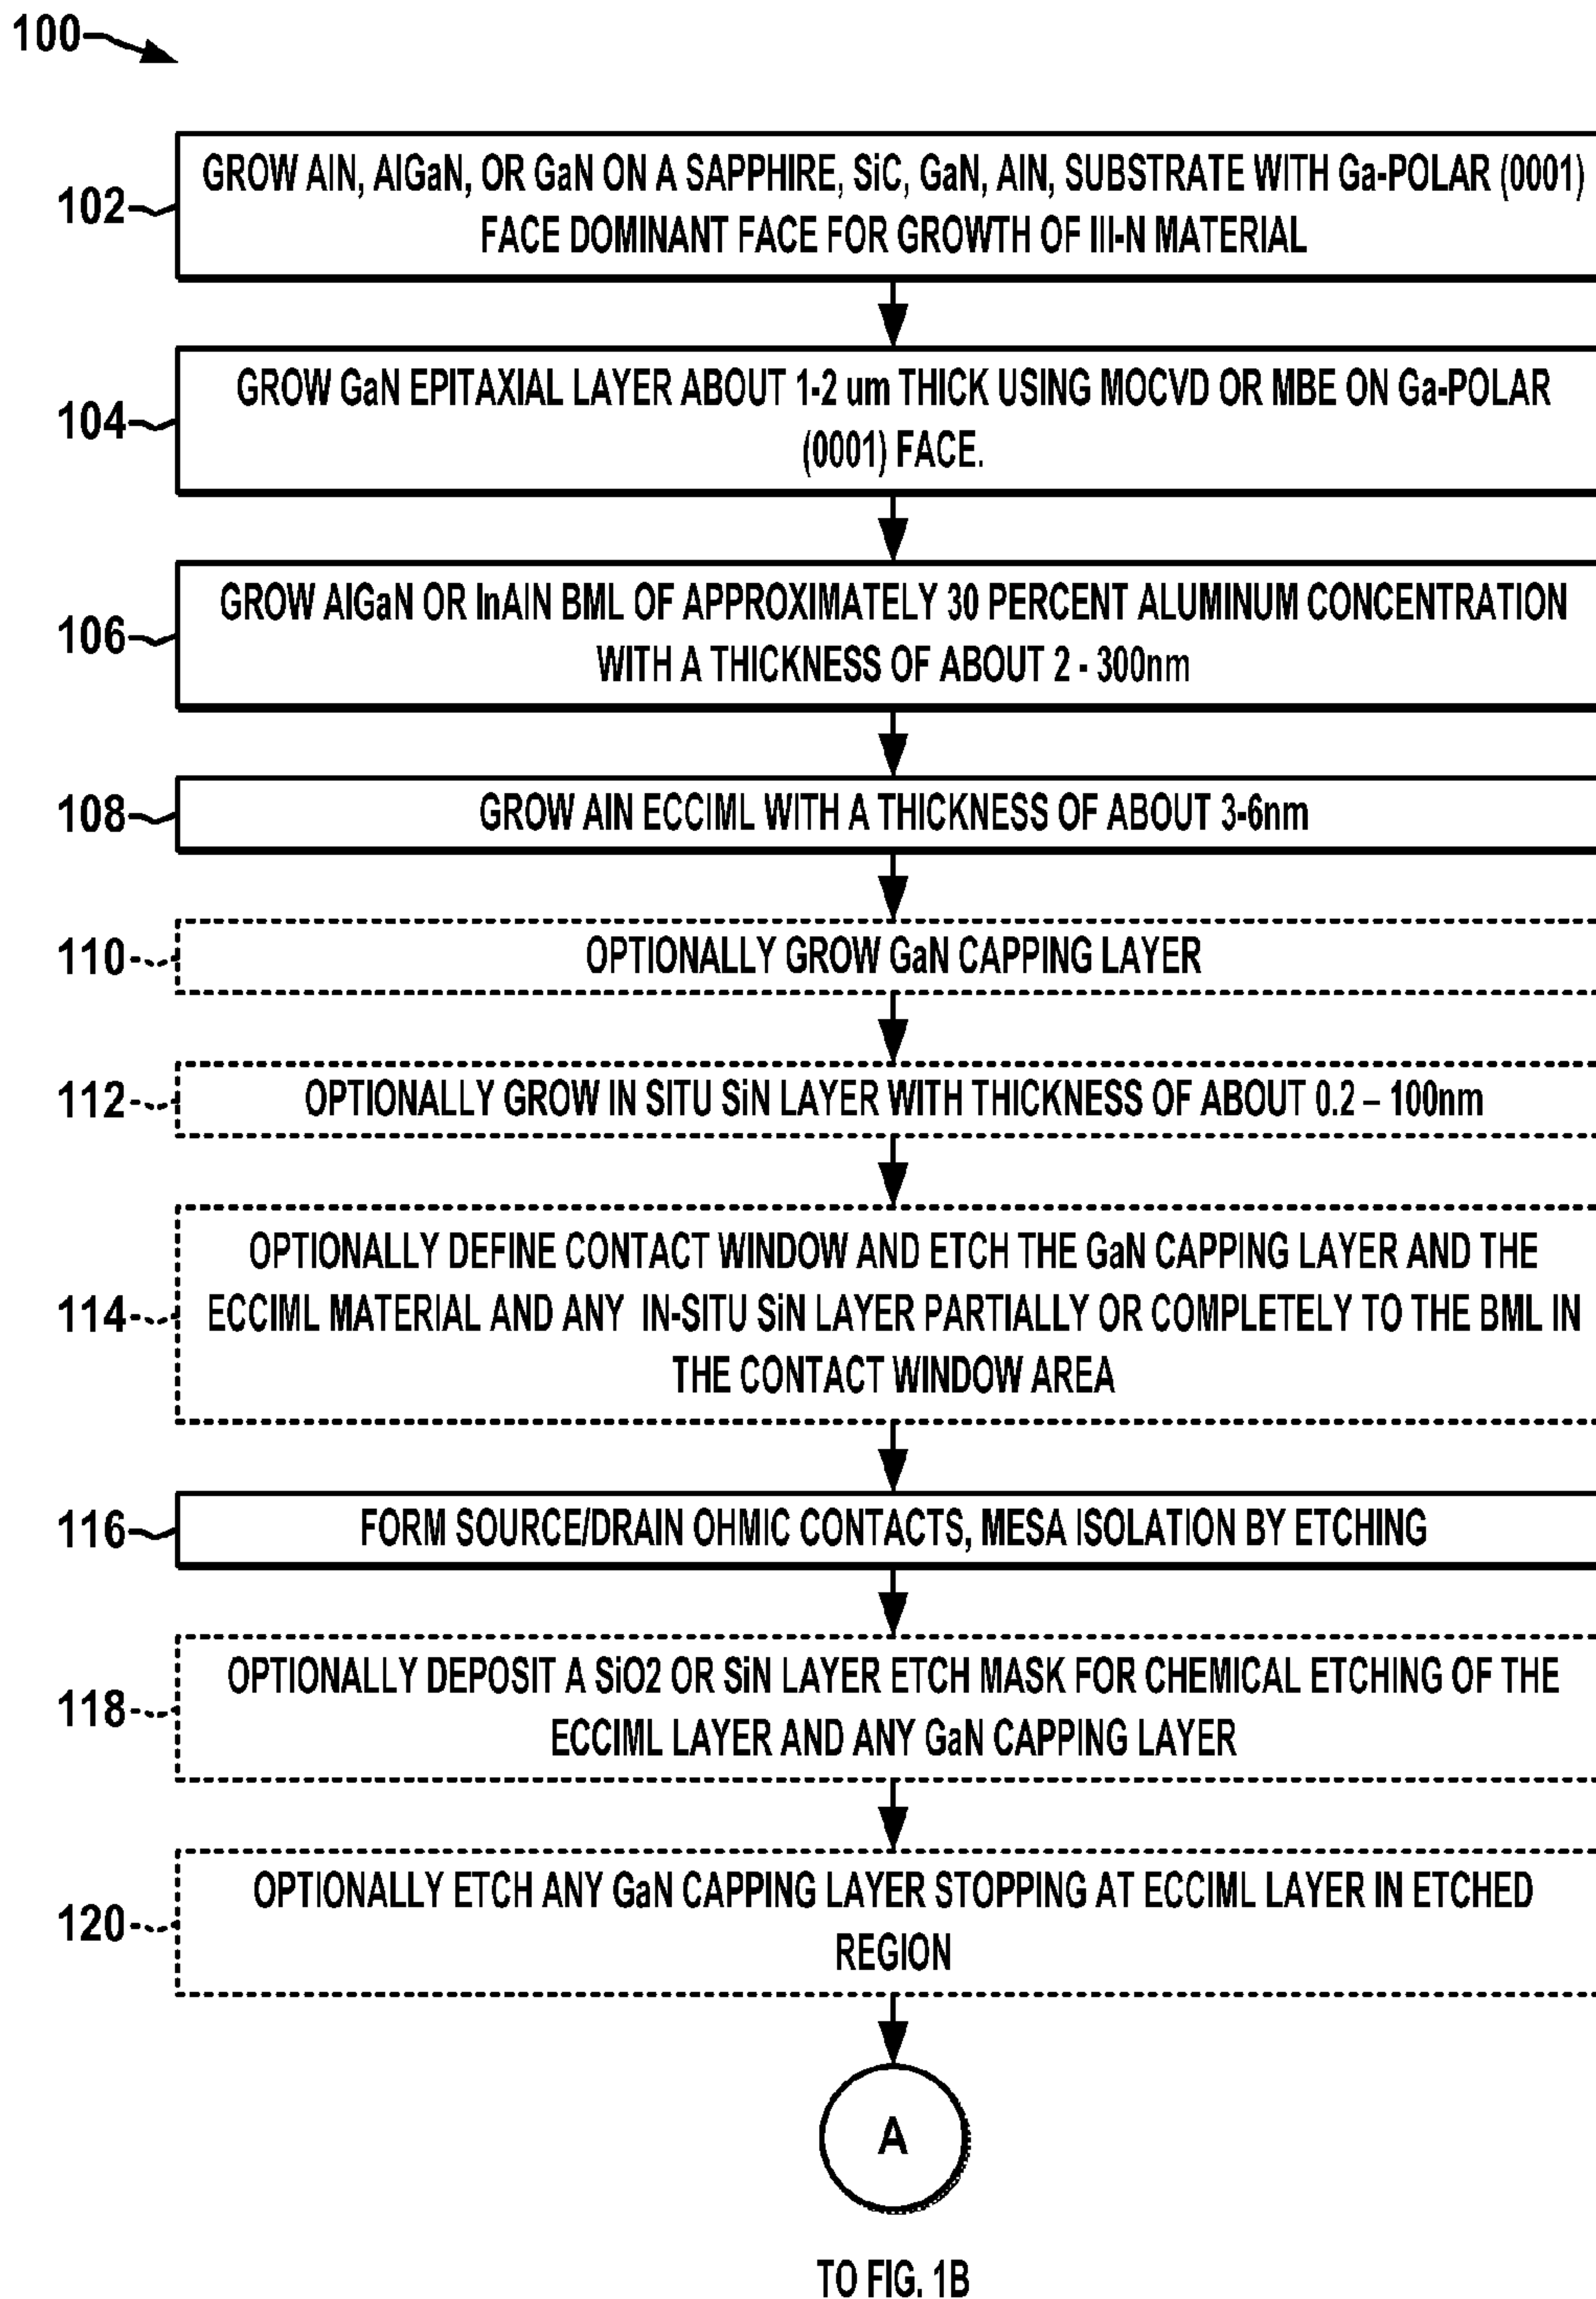 100
102
GROW AlN, AlGaN, OR GaN ON A SAPPHIRE, SiC, GaN, AlN, SUBSTRATE WITH Ga-POLAR (0001)
FACE DOMINANT FACE FOR GROWTH OF III-N MATERIAL
104
GROW GaN EPITAXIAL LAYER ABOUT 1-2 um THICK USING MOCVD OR MBE ON Ga-POLAR
(0001) FACE.
106
GROW AlGaN OR InAlN BML OF APPROXIMATELY 30 PERCENT ALUMINUM CONCENTRATION
WITH A THICKNESS OF ABOUT 2 - 300nm
108
GROW AlN ECCIML WITH A THICKNESS OF ABOUT 3-6nm
110
OPTIONALLY GROW GaN CAPPING LAYER
112
OPTIONALLY GROW IN SITU SiN LAYER WITH THICKNESS OF ABOUT 0.2 – 100nm
114
OPTIONALLY DEFINE CONTACT WINDOW AND ETCH THE GaN CAPPING LAYER AND THE
ECCIML MATERIAL AND ANY IN-SITU SiN LAYER PARTIALLY OR COMPLETELY TO THE BML IN
THE CONTACT WINDOW AREA
116
FORM SOURCE/DRAIN OHMIC CONTACTS, MESA ISOLATION BY ETCHING
118
OPTIONALLY DEPOSIT A SiO2 OR SiN LAYER ETCH MASK FOR CHEMICAL ETCHING OF THE
ECCIML LAYER AND ANY GaN CAPPING LAYER
120
OPTIONALLY ETCH ANY GaN CAPPING LAYER STOPPING AT ECCIML LAYER IN ETCHED
REGION
A
TO FIG. 1B